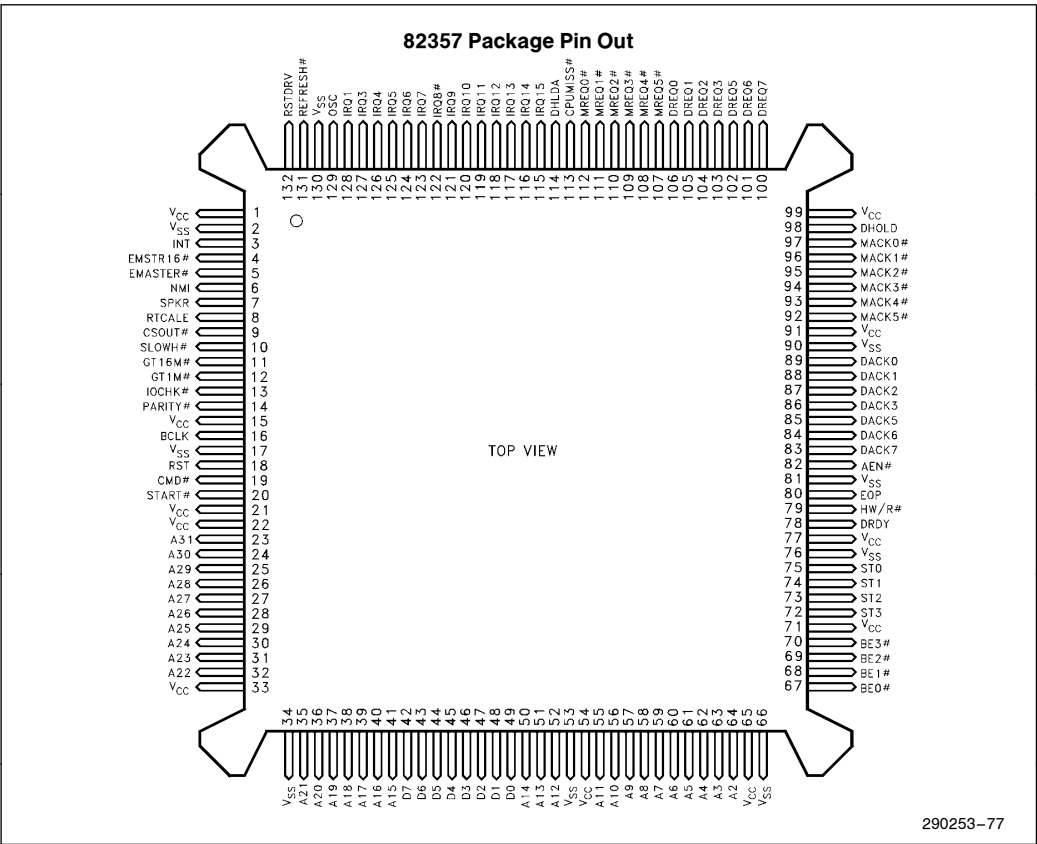 82357 Package Pin Out
RSTDRV
REFRESH#
VSS
OSC
IRQ1
IRQ3
IRQ4
IRQ5
IRQ6
IRQ7
IRQ8#
IRQ9
IRQ10
IRQ11
IRQ12
IRQ13
IRQ14
IRQ15
DHLDA
CPUMISS#
MREQ0#
MREQ1#
MREQ2#
MREQ3#
MREQ4#
MREQ5#
DREQ0
DREQ1
DREQ2
DREQ3
DREQ5
DREQ6
DREQ7
132
131
130
129
128
127
126
125
124
123
122
121
120
119
118
117
116
115
114
113
112
111
110
109
108
107
106
105
104
103
102
101
100
VCC 1
VSS 2
INT 3
EMSTR16# 4
EMASTER# 5
NMI 6
SPKR 7
RTCALE 8
CSOUT# 9
SLOWH# 10
GT16M# 11
GT1M# 12
IOCHK# 13
PARITY# 14
VCC 15
BCLK 16
VSS 17
RST 18
CMD# 19
START# 20
VCC 21
VCC 22
A31 23
A30 24
A29 25
A28 26
A27 27
A26 28
A25 29
A24 30
A23 31
A22 32
VCC 33
TOP VIEW
99 VCC
98 DHOLD
97 MACK0#
96 MACK1#
95 MACK2#
94 MACK3#
93 MACK4#
92 MACK5#
91 VCC
90 VSS
89 DACK0
88 DACK1
87 DACK2
86 DACK3
85 DACK5
84 DACK6
83 DACK7
82 AEN#
81 VSS
80 EOP
79 HW/R#
78 DRDY
77 VCC
76 VSS
75 ST0
74 ST1
73 ST2
72 ST3
71 VCC
70 BE3#
69 BE2#
68 BE1#
67 BE0#
34
35
36
37
38
39
40
41
42
43
44
45
46
47
48
49
50
51
52
53
54
55
56
57
58
59
60
61
62
63
64
65
66
VSS
A21
A20
A19
A18
A17
A16
A15
D7
D6
D5
D4
D3
D2
D1
D0
A14
A13
A12
VSS
VCC
A11
A10
A9
A8
A7
A6
A5
A4
A3
A2
VCC
VSS
290253-77